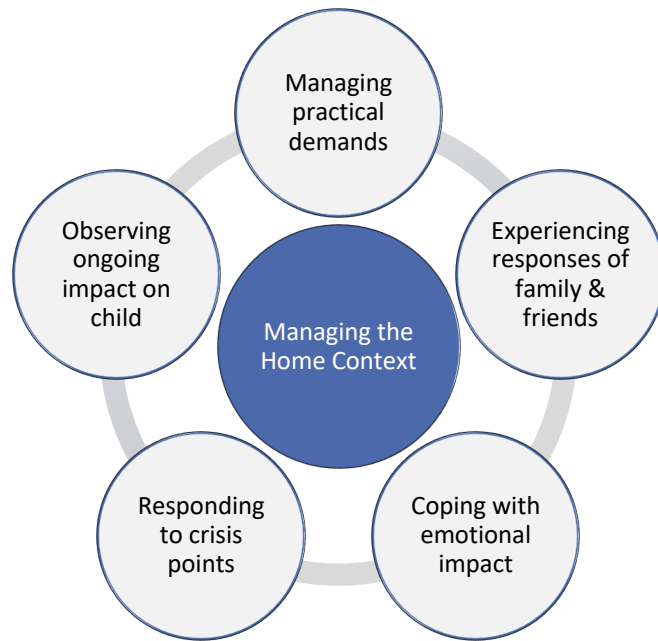 Managing
practical
demands
Experiencing
responses of
family &
friends
Coping with
emotional
impact
Responding
to crisis
points
Observing
ongoing
impact on
child
Managing the
Home Context